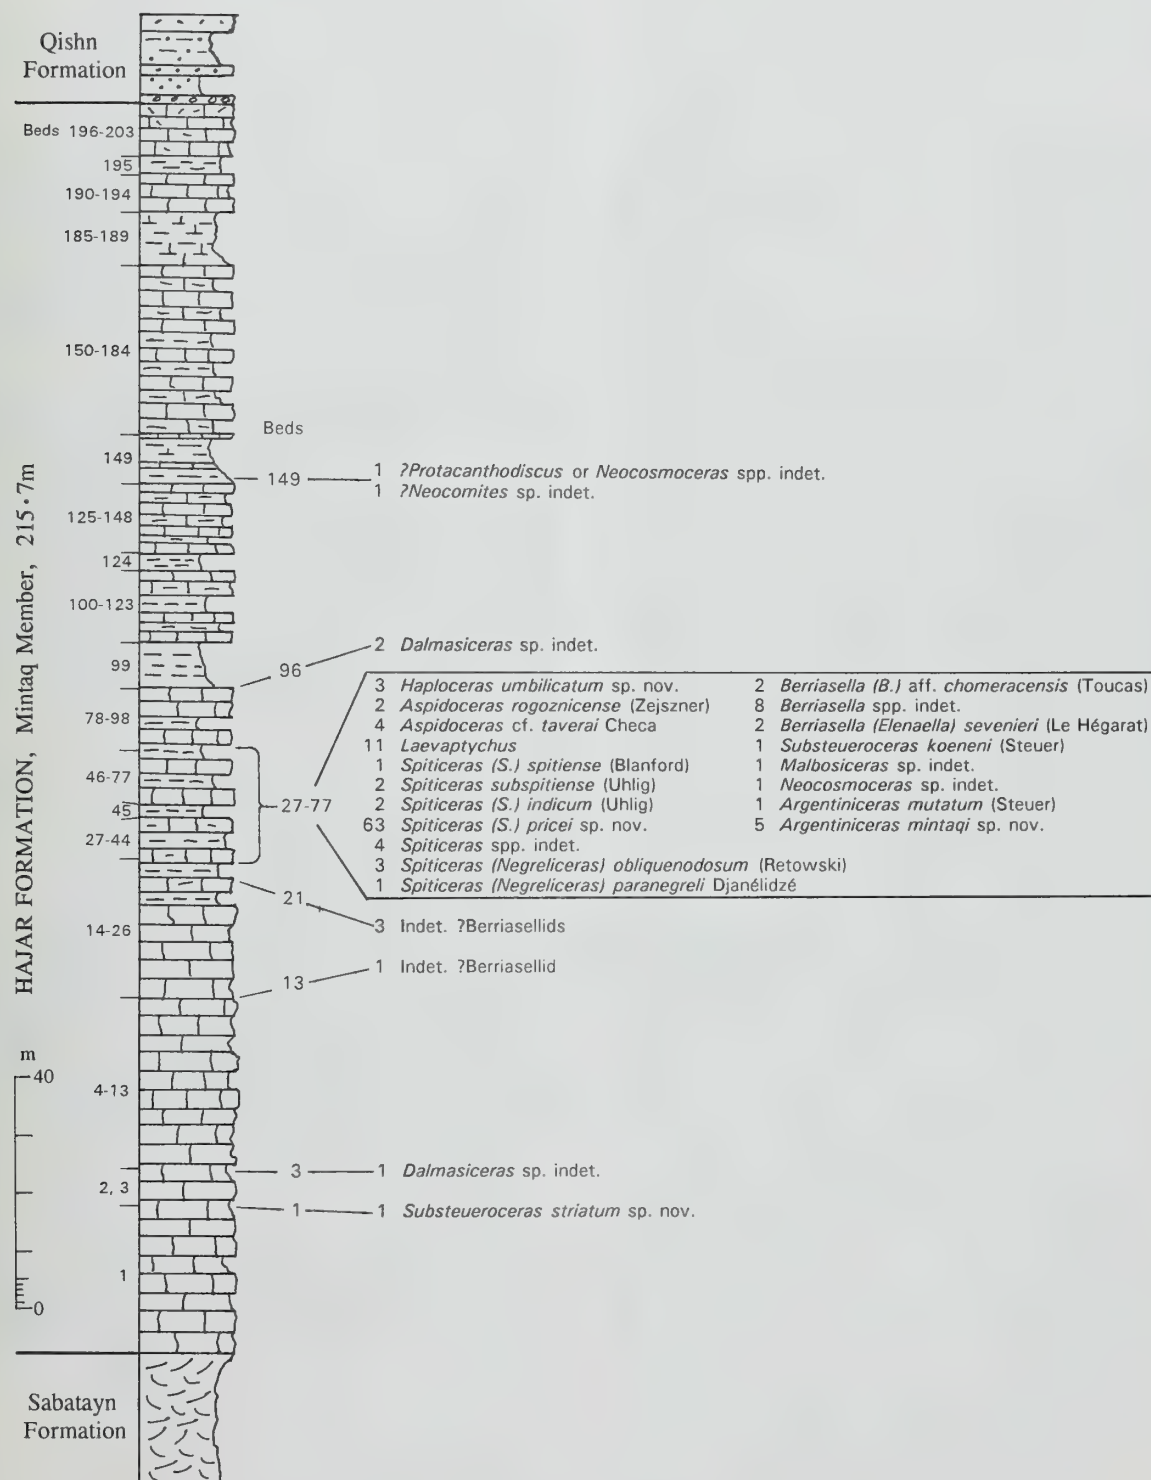 Qishn
Formation
Beds 196-203
195
190-194
185-189
150-184
Beds
149
149
1 ?Protacanthodiscus or Neocosmoceras spp. indet.
1 ?Neocomites sp. indet.
125-148
124
100-123
HAJAR FORMATION, Mintaq Member, 215·7m
99
96
2 Dalmasiceras sp. indet.
78-98
46-77
45
27-44
27-77
3 Haploceras umbilicatum sp. nov.
2 Aspidoceras rogoznicense (Zejszner)
4 Aspidoceras cf. taverai Checa
11 Laevaptychus
1 Spiticeras (S.) spitiense (Blanford)
2 Spiticeras subspitiense (Uhlig)
2 Spiticeras (S.) indicum (Uhlig)
63 Spiticeras (S.) pricei sp. nov.
4 Spiticeras spp. indet.
3 Spiticeras (Negreliceras) obliquenodosum (Retowski)
1 Spiticeras (Negreliceras) paranegreli Djanélidzé
2 Berriasella (B.) aff. chomeracensis (Toucas)
8 Berriasella spp. indet.
2 Berriasella (Elenaella) sevenieri (Le Hégarat)
1 Substeueroceras koeneni (Steuer)
1 Malbosiceras sp. indet.
1 Neocosmoceras sp. indet.
1 Argentiniceras mutatum (Steuer)
5 Argentiniceras mintaqi sp. nov.
21
3 Indet. ?Berriasellids
14-26
13
1 Indet. ?Berriasellid
m
40
0
4-13
3
1 Dalmasiceras sp. indet.
2, 3
1
1 Substeueroceras striatum sp. nov.
1
Sabatayn
Formation